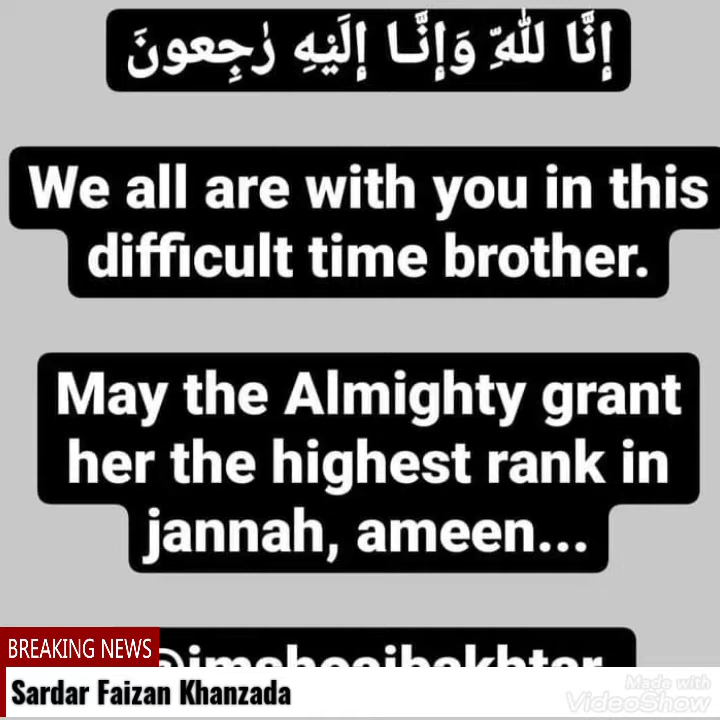 إِنَّا لِلّهِ وَإِنَّـا إِلَيْهِ رَٰجِعونَ
We all are with you in this
difficult time brother.
May the Almighty grant
her the highest rank in
jannah, ameen...
@imshoaibakhtar
BREAKING NEWS
Sardar Faizan Khanzada
Made with
VideoShow